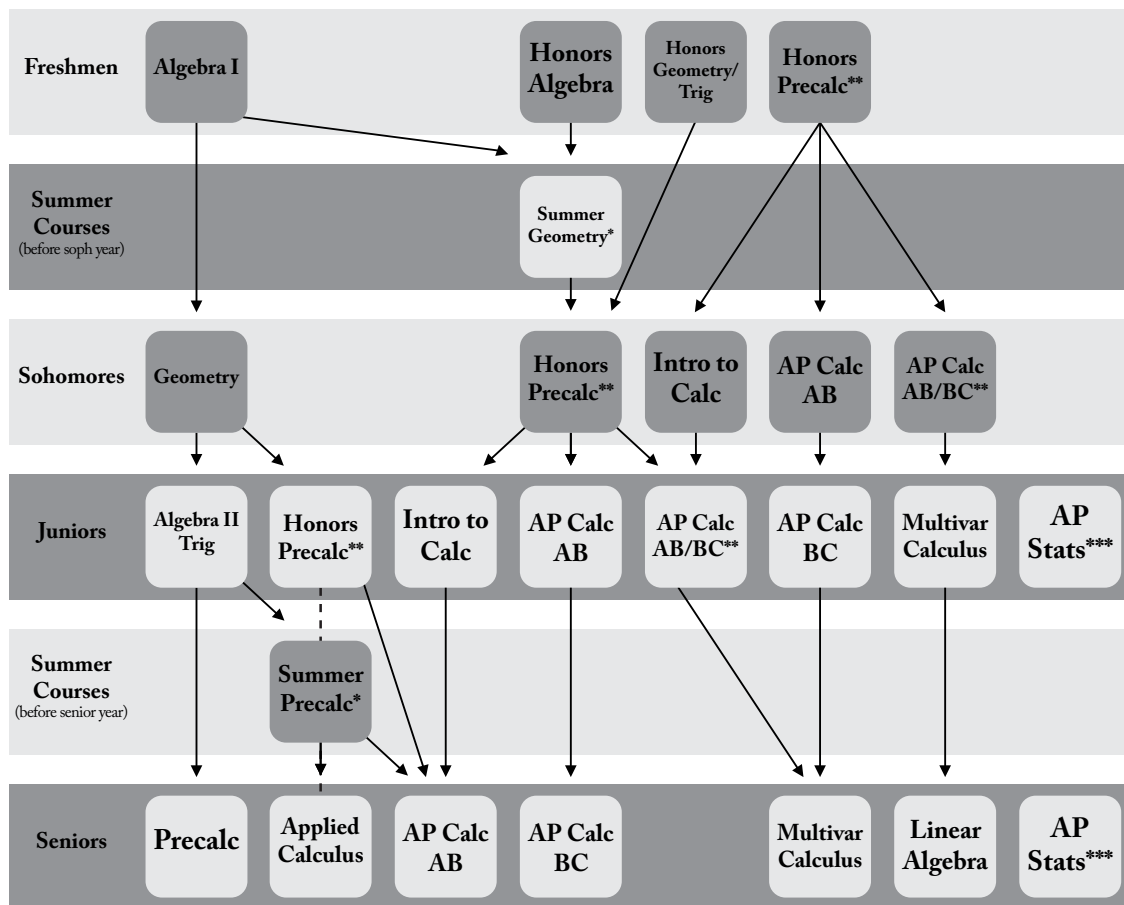 Freshmen
Algebra I
Honors
Algebra
Honors
Geometry/
Trig
Honors
Precalc**
Summer
Courses
(before soph year)
Summer
Geometry*
Sohomores
Geometry
Honors
Precalc**
Intro to
Calc
AP Calc
AB
AP Calc
AB/BC**
Juniors
Algebra II
Trig
Honors
Precalc**
Intro to
Calc
AP Calc
AB
AP Calc
AB/BC**
AP Calc
BC
Multivar
Calculus
AP
Stats***
Summer
Courses
(before senior year)
Summer
Precalc*
Seniors
Precalc
Applied
Calculus
AP Calc
AB
AP Calc
BC
Multivar
Calculus
Linear
Algebra
AP
Stats***